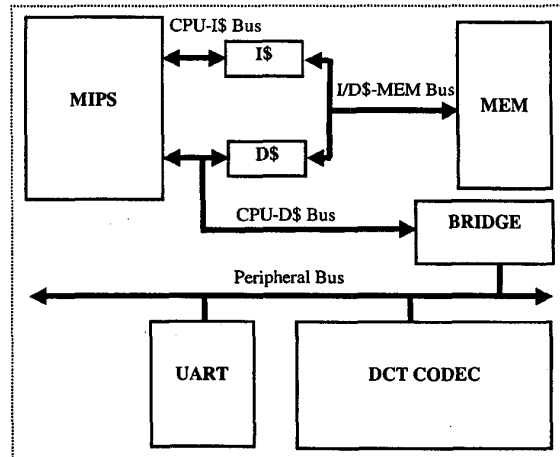 CPU-I$ Bus
I$
MIPS
I/D$-MEM Bus
MEM
D$
CPU-D$ Bus
BRIDGE
Peripheral Bus
UART
DCT CODEC